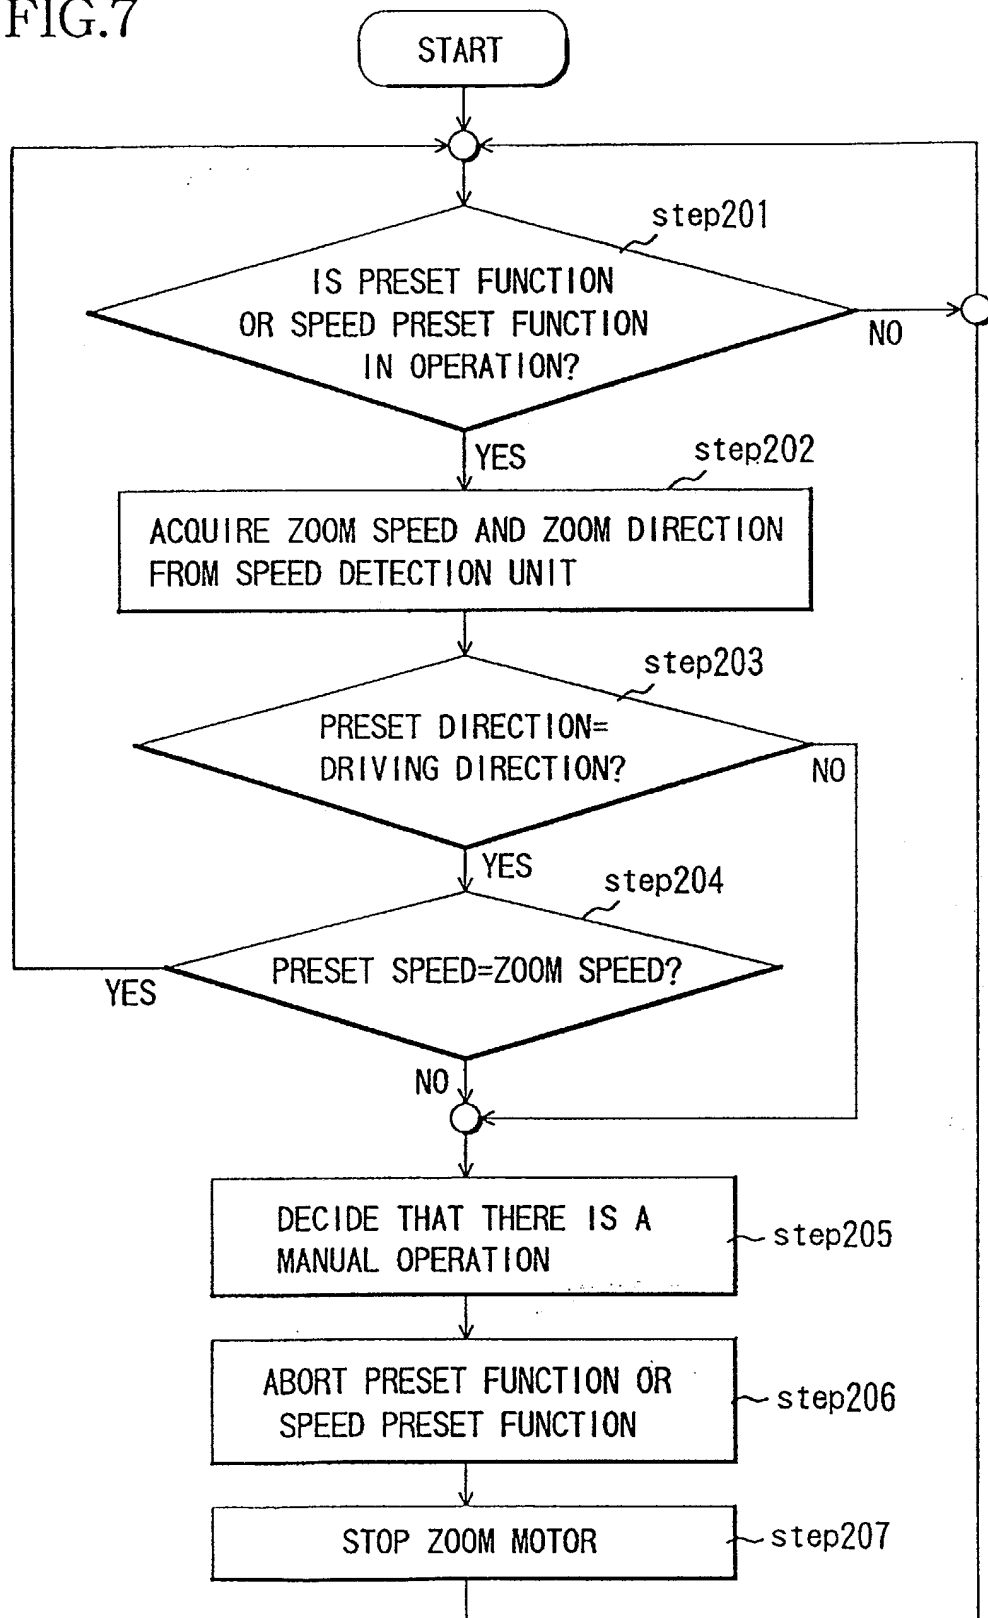 FIG.7
START
step201
IS PRESET FUNCTION
OR SPEED PRESET FUNCTION
IN OPERATION?
NO
YES
step202
ACQUIRE ZOOM SPEED AND ZOOM DIRECTION
FROM SPEED DETECTION UNIT
step203
PRESET DIRECTION=
DRIVING DIRECTION?
NO
YES
step204
PRESET SPEED=ZOOM SPEED?
YES
NO
DECIDE THAT THERE IS A
MANUAL OPERATION
step205
ABORT PRESET FUNCTION OR
SPEED PRESET FUNCTION
step206
STOP ZOOM MOTOR
step207